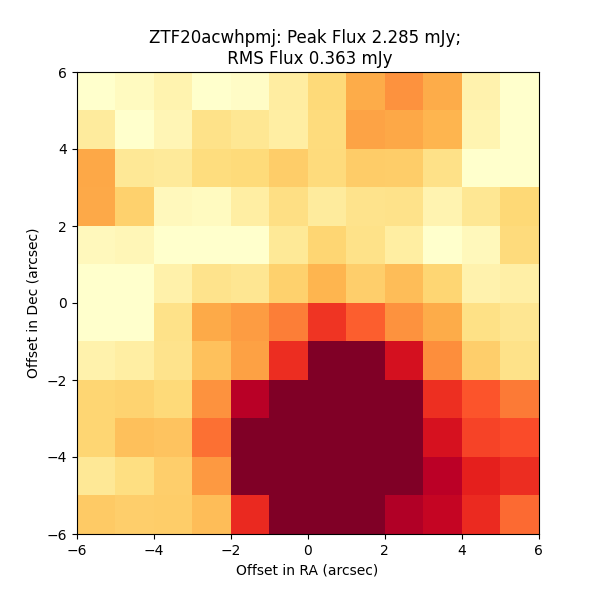 ZTF20acwhpmj: Peak Flux 2.285 mJy;
RMS Flux 0.363 mJy
6
4
2
0
−2
−4
−6
Offset in Dec (arcsec)
−6 −4 −2 0 2 4 6
Offset in RA (arcsec)